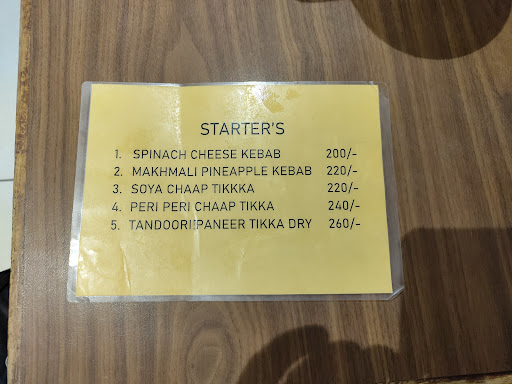 STARTER'S
1. SPINACH CHEESE KEBAB 200/-
2. MAKHMALI PINEAPPLE KEBAB 220/-
3. SOYA CHAAP TIKKKA 220/-
4. PERI PERI CHAAP TIKKA 240/-
5. TANDOORI PANEER TIKKA DRY 260/-